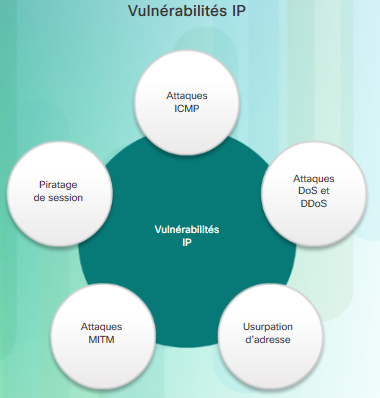 Vulnérabilités IP
Attaques
ICMP
Piratage
de session
Attaques
DoS et
DDoS
Vulnérabilités
IP
Attaques
MITM
Usurpation
d'adresse